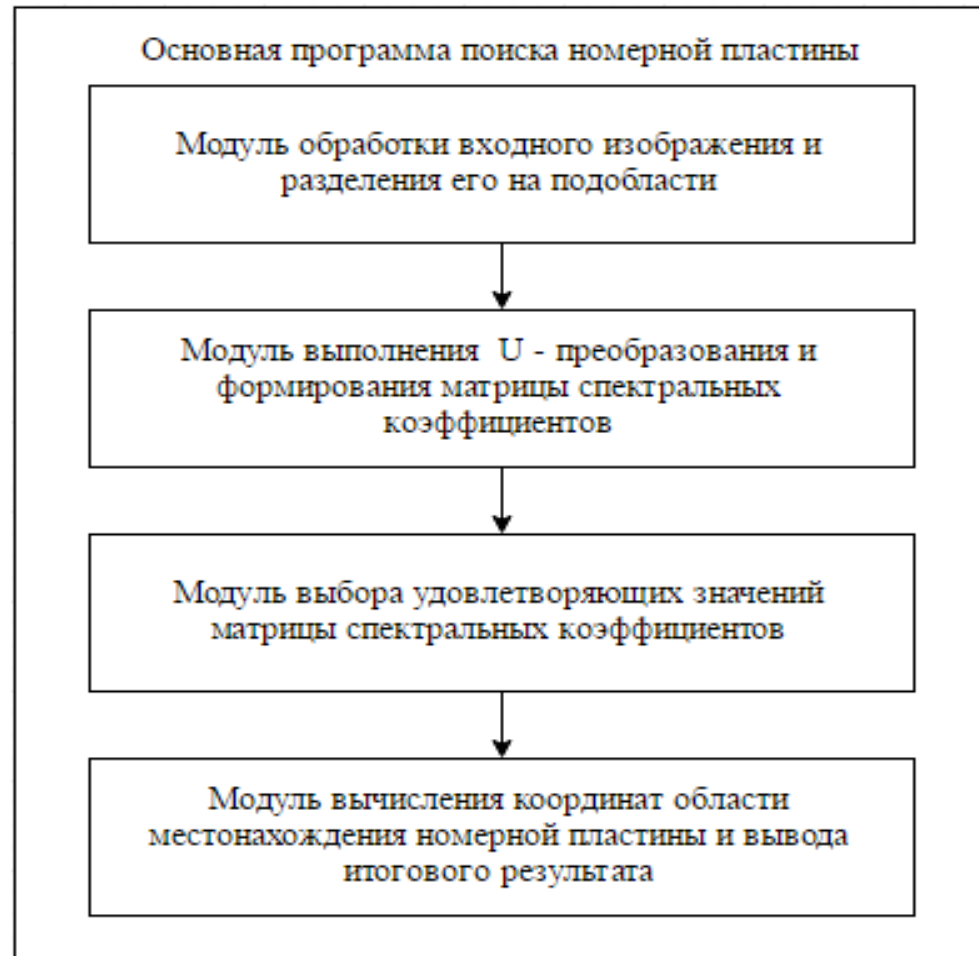 Основная программа поиска номерной пластины
Модуль обработки входного изображения и
разделения его на подобласти
Модуль выполнения U - преобразования и
формирования матрицы спектральных
коэффициентов
Модуль выбора удовлетворяющих значений
матрицы спектральных коэффициентов
Модуль вычисления координат области
местонахождения номерной пластины и вывода
итогового результата